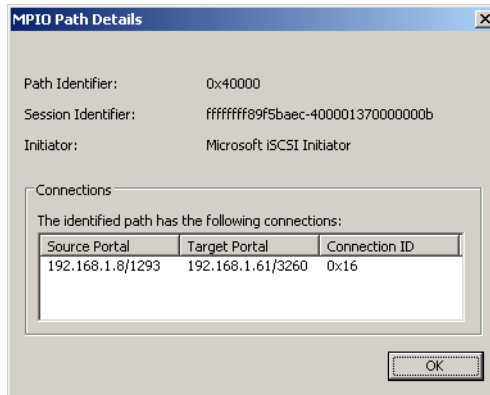 MPIO Path Details
Path Identifier: 0x40000
Session Identifier: ffffffff89f5baec-400001370000000b
Initiator: Microsoft iSCSI Initiator
Connections
The identified path has the following connections:
Source Portal Target Portal Connection ID
192.168.1.8/1293 192.168.1.61/3260 0x16
OK